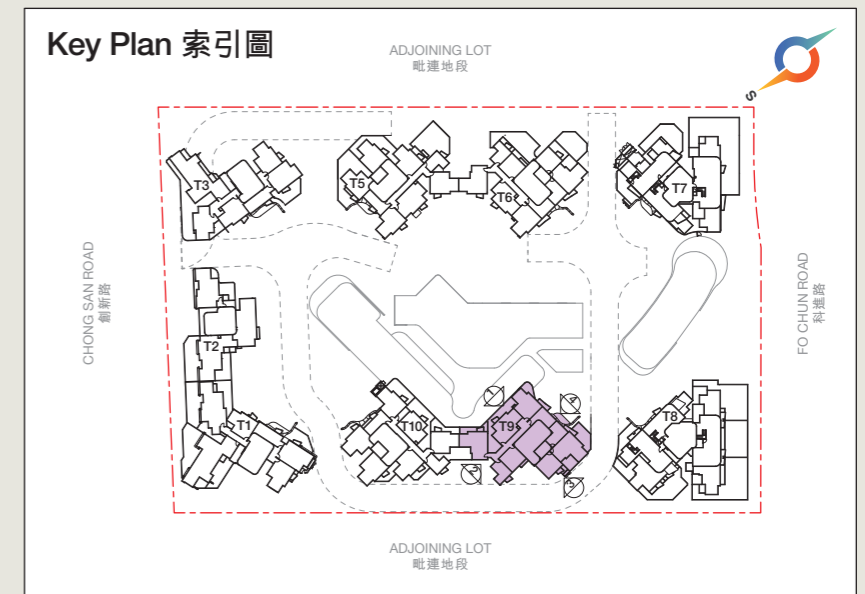 Key Plan 索引圖
ADJOINING LOT
毗連地段
S
T3
T5
T6
T7
CHONG SAN ROAD
創新路
FO CHUN ROAD
科進路
T2
T1
T10
T9
T8
1
4
ADJOINING LOT
毗連地段